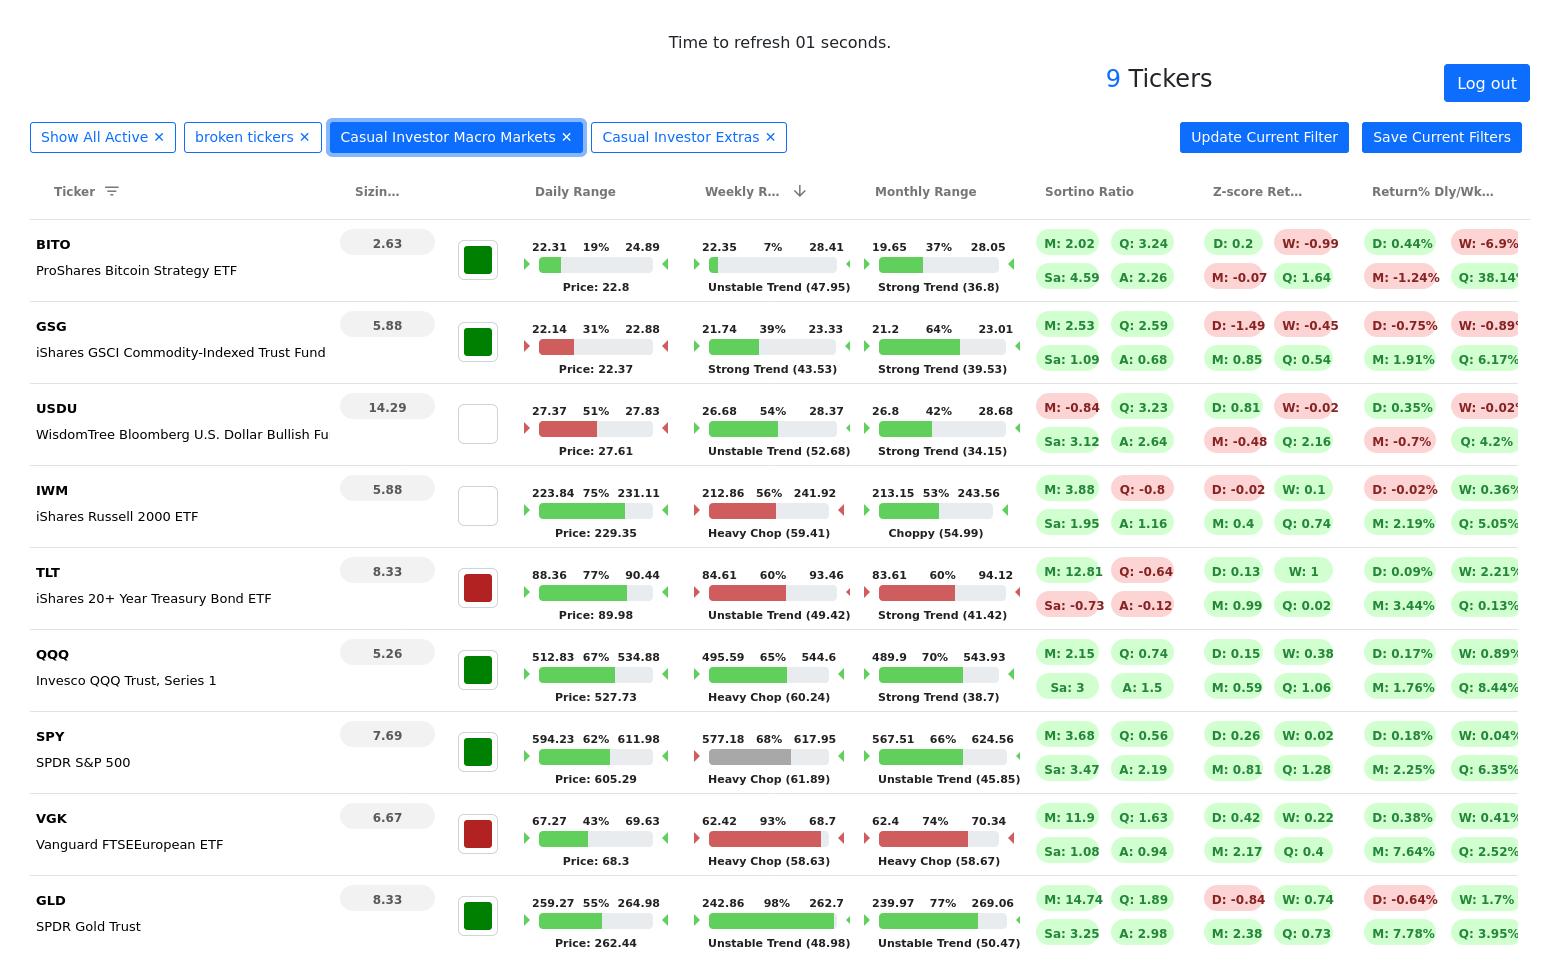 Time to refresh 01 seconds.
9 Tickers
Log out
Show All Active ✕ broken tickers ✕ Casual Investor Macro Markets ✕ Casual Investor Extras ✕ Update Current Filter Save Current Filters
Ticker Sizin... Daily Range Weekly R... Monthly Range Sortino Ratio Z-score Ret... Return% Dly/Wk...
BITO 2.63 22.31 19% 24.89 22.35 7% 28.41 19.65 37% 28.05 M: 2.02 Q: 3.24 D: 0.2 W: -0.99 D: 0.44% W: -6.9%
ProShares Bitcoin Strategy ETF Price: 22.8 Unstable Trend (47.95) Strong Trend (36.8) Sa: 4.59 A: 2.26 M: -0.07 Q: 1.64 M: -1.24% Q: 38.14%
GSG 5.88 22.14 31% 22.88 21.74 39% 23.33 21.2 64% 23.01 M: 2.53 Q: 2.59 D: -1.49 W: -0.45 D: -0.75% W: -0.89%
iShares GSCI Commodity-Indexed Trust Fund Price: 22.37 Strong Trend (43.53) Strong Trend (39.53) Sa: 1.09 A: 0.68 M: 0.85 Q: 0.54 M: 1.91% Q: 6.17%
USDU 14.29 27.37 51% 27.83 26.68 54% 28.37 26.8 42% 28.68 M: -0.84 Q: 3.23 D: 0.81 W: -0.02 D: 0.35% W: -0.02%
WisdomTree Bloomberg U.S. Dollar Bullish Fu Price: 27.61 Unstable Trend (52.68) Strong Trend (34.15) Sa: 3.12 A: 2.64 M: -0.48 Q: 2.16 M: -0.7% Q: 4.2%
IWM 5.88 223.84 75% 231.11 212.86 56% 241.92 213.15 53% 243.56 M: 3.88 Q: -0.8 D: -0.02 W: 0.1 D: -0.02% W: 0.36%
iShares Russell 2000 ETF Price: 229.35 Heavy Chop (59.41) Choppy (54.99) Sa: 1.95 A: 1.16 M: 0.4 Q: 0.74 M: 2.19% Q: 5.05%
TLT 8.33 88.36 77% 90.44 84.61 60% 93.46 83.61 60% 94.12 M: 12.81 Q: -0.64 D: 0.13 W: 1 D: 0.09% W: 2.21%
iShares 20+ Year Treasury Bond ETF Price: 89.98 Unstable Trend (49.42) Strong Trend (41.42) Sa: -0.73 A: -0.12 M: 0.99 Q: 0.02 M: 3.44% Q: 0.13%
QQQ 5.26 512.83 67% 534.88 495.59 65% 544.6 489.9 70% 543.93 M: 2.15 Q: 0.74 D: 0.15 W: 0.38 D: 0.17% W: 0.89%
Invesco QQQ Trust, Series 1 Price: 527.73 Heavy Chop (60.24) Strong Trend (38.7) Sa: 3 A: 1.5 M: 0.59 Q: 1.06 M: 1.76% Q: 8.44%
SPY 7.69 594.23 62% 611.98 577.18 68% 617.95 567.51 66% 624.56 M: 3.68 Q: 0.56 D: 0.26 W: 0.02 D: 0.18% W: 0.04%
SPDR S&P 500 Price: 605.29 Heavy Chop (61.89) Unstable Trend (45.85) Sa: 3.47 A: 2.19 M: 0.81 Q: 1.28 M: 2.25% Q: 6.35%
VGK 6.67 67.27 43% 69.63 62.42 93% 68.7 62.4 74% 70.34 M: 11.9 Q: 1.63 D: 0.42 W: 0.22 D: 0.38% W: 0.41%
Vanguard FTSEEuropean ETF Price: 68.3 Heavy Chop (58.63) Heavy Chop (58.67) Sa: 1.08 A: 0.94 M: 2.17 Q: 0.4 M: 7.64% Q: 2.52%
GLD 8.33 259.27 55% 264.98 242.86 98% 262.7 239.97 77% 269.06 M: 14.74 Q: 1.89 D: -0.84 W: 0.74 D: -0.64% W: 1.7%
SPDR Gold Trust Price: 262.44 Unstable Trend (48.98) Unstable Trend (50.47) Sa: 3.25 A: 2.98 M: 2.38 Q: 0.73 M: 7.78% Q: 3.95%